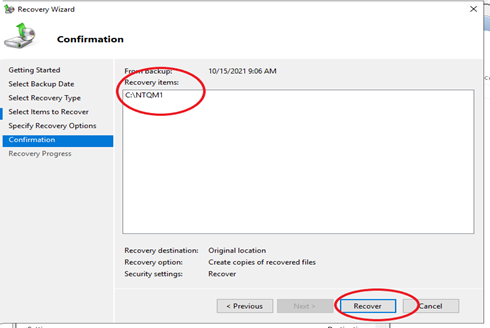 Recovery Wizard
Confirmation
Getting Started
Select Backup Date
Select Recovery Type
Select Items to Recover
Specify Recovery Options
Confirmation
Recovery Progress
From Backup: 10/15/2021 9:06 AM
Recovery items:
C:\NTQM1
Recovery destination: Original location
Recovery option: Create copies of recovered files
Security settings: Recover
< Previous Next > Recover Cancel